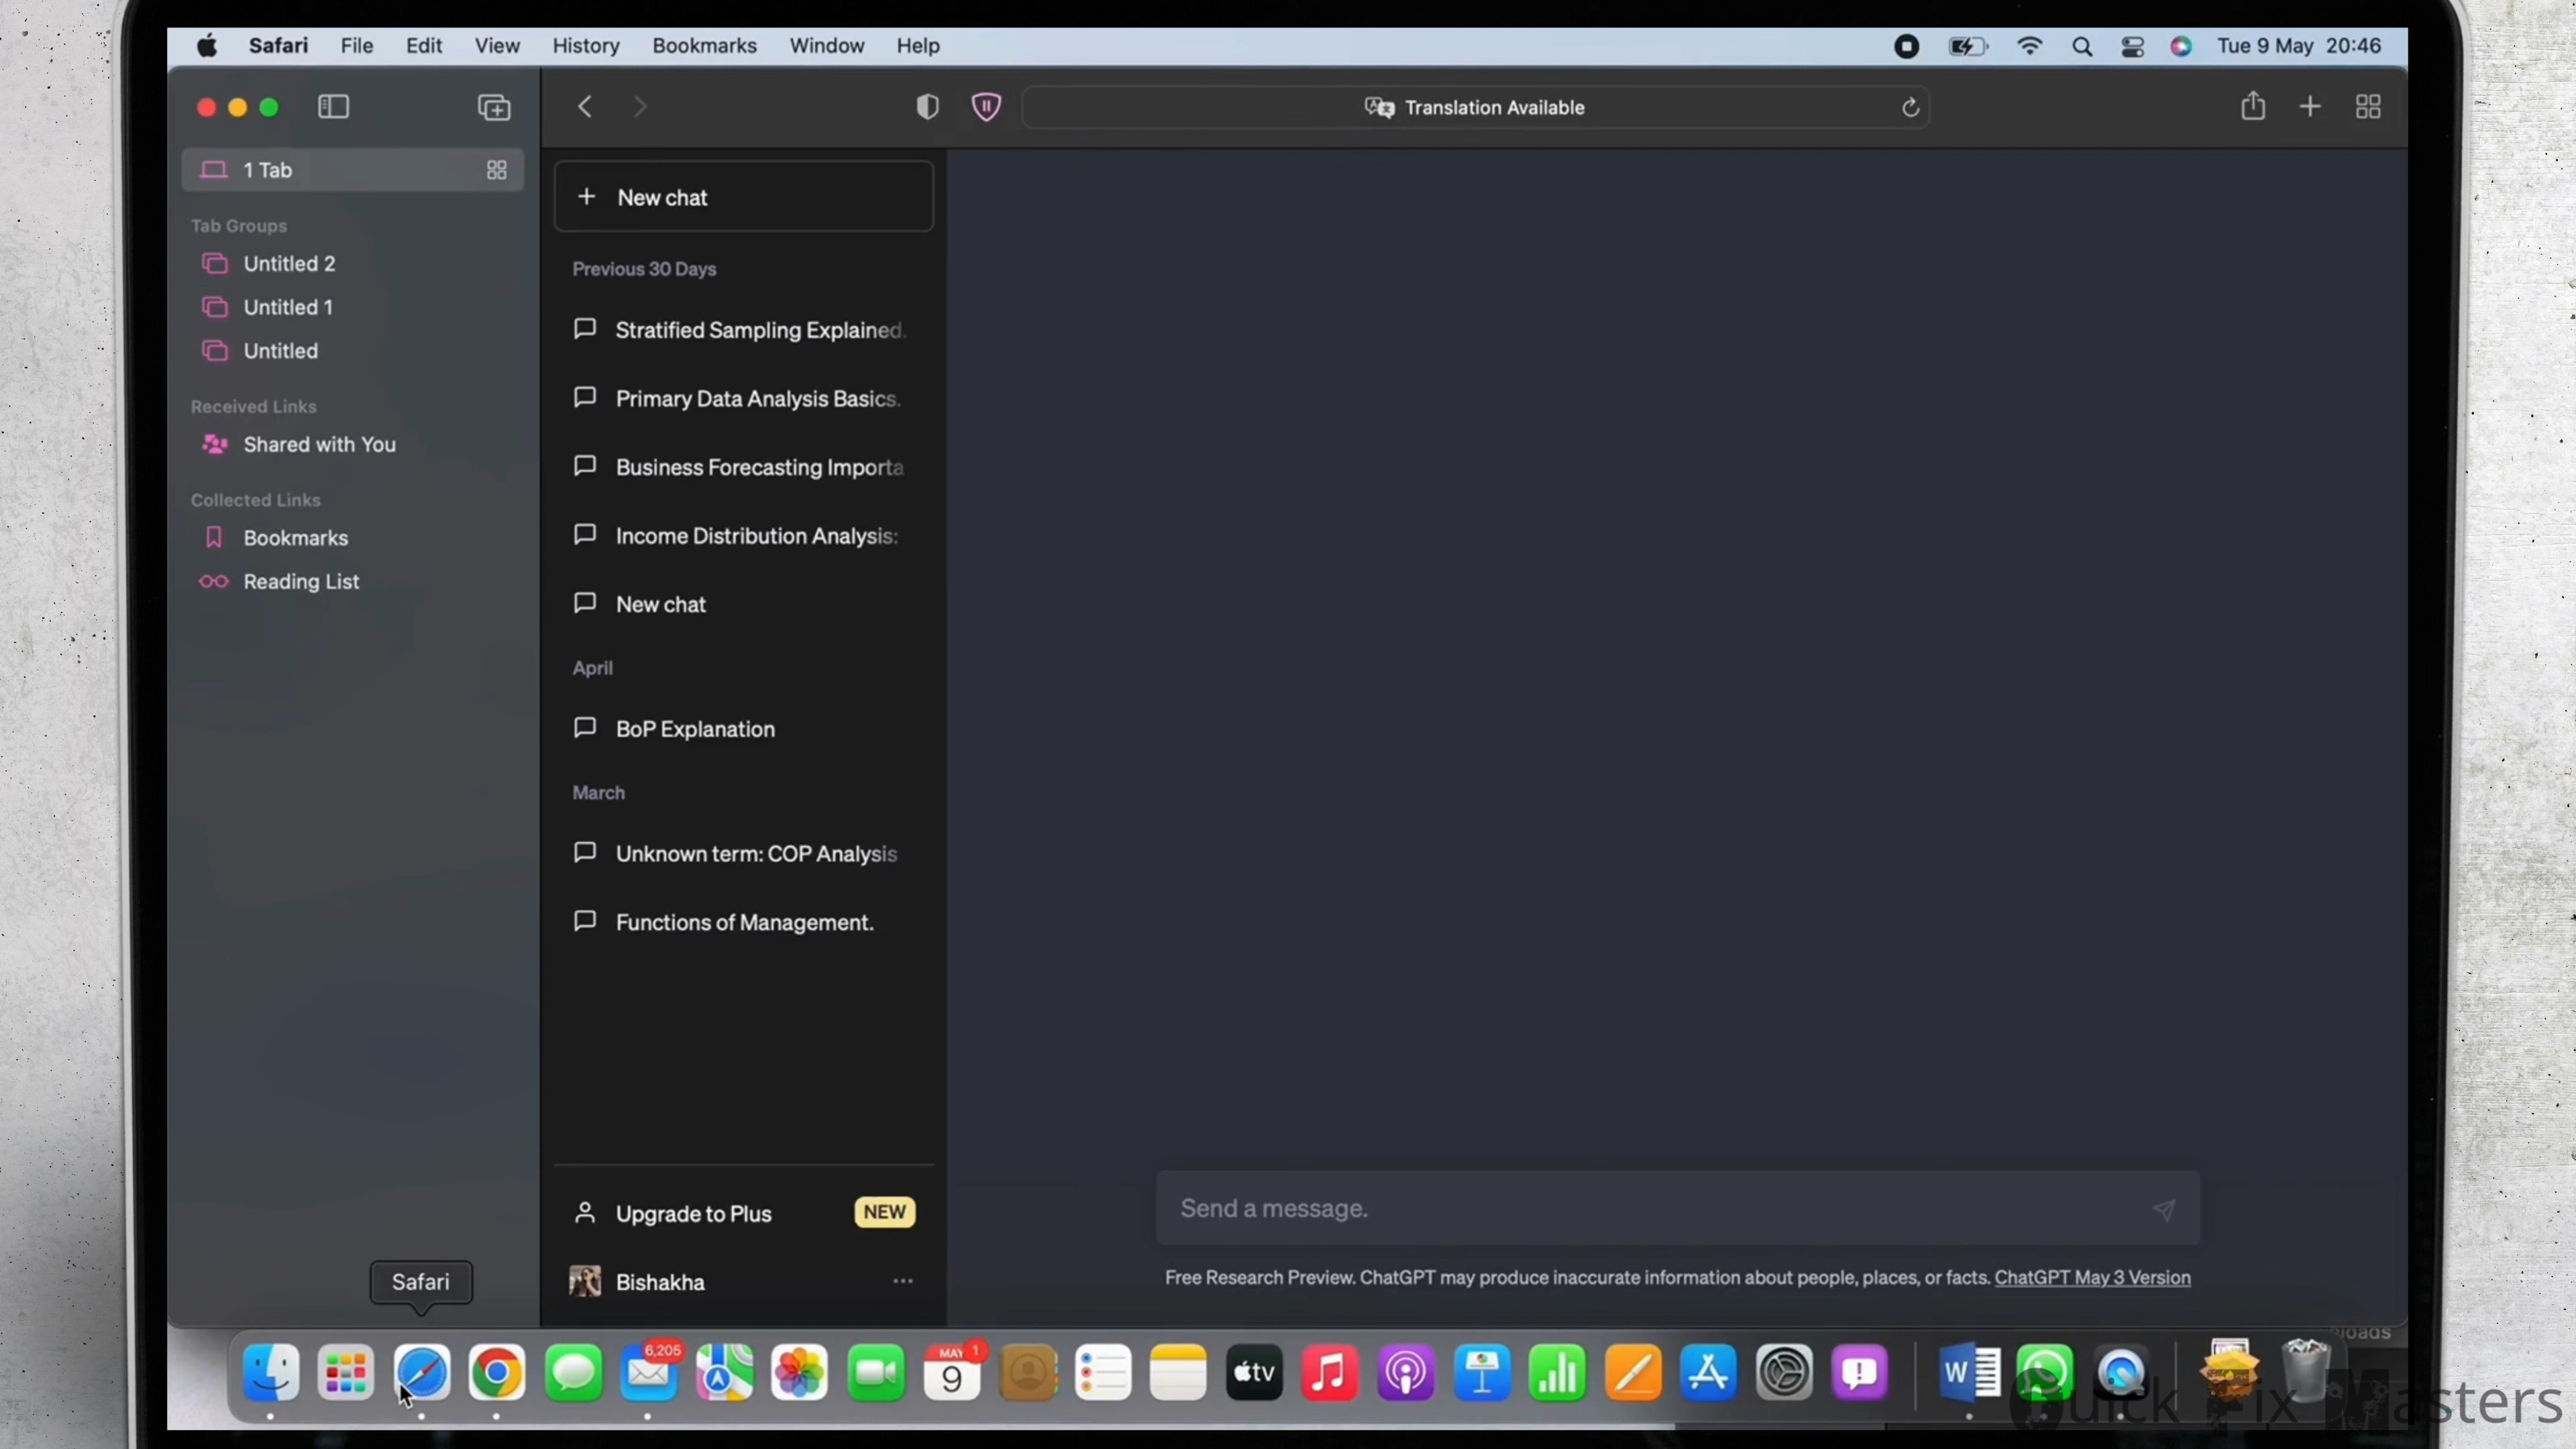 Safari File Edit View History Bookmarks Window Help
Tue 9 May 20:46
Translation Available
1 Tab
Tab Groups
Untitled 2
Untitled 1
Untitled
Received Links
Shared with You
Collected Links
Bookmarks
Reading List
New chat
Previous 30 Days
Stratified Sampling Explained.
Primary Data Analysis Basics.
Business Forecasting Importa
Income Distribution Analysis:
New chat
April
BoP Explanation
March
Unknown term: COP Analysis
Functions of Management.
Upgrade to Plus NEW
Bishakha
Send a message.
Free Research Preview. ChatGPT may produce inaccurate information about people, places, or facts. ChatGPT May 3 Version
Safari
6,205
MAY 1
9
tv
W
Quick Fix Masters